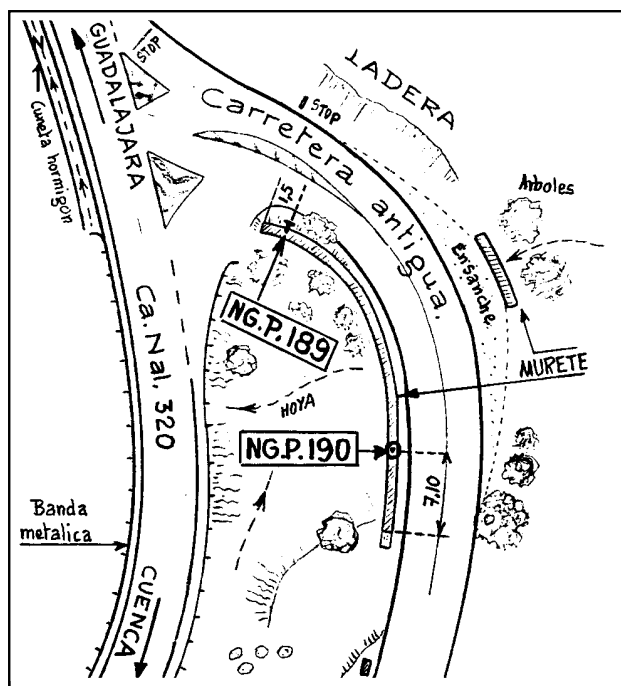 GUADALAJARA
STOP
Cuneta hormigón
LADERA
STOP
Carretera antigua.
Arboles
1,5
Ensanche
NG.P.189
MURETE
Ca. Nal. 320
HOYA
NG.P.190
7,10
Banda
metalica
CUENCA